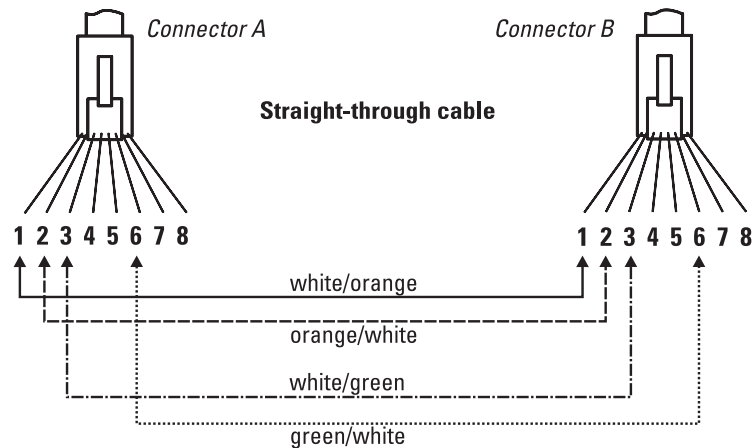 Connector A
Connector B
Straight-through cable
1 2 3 4 5 6 7 8
1 2 3 4 5 6 7 8
white/orange
orange/white
white/green
green/white